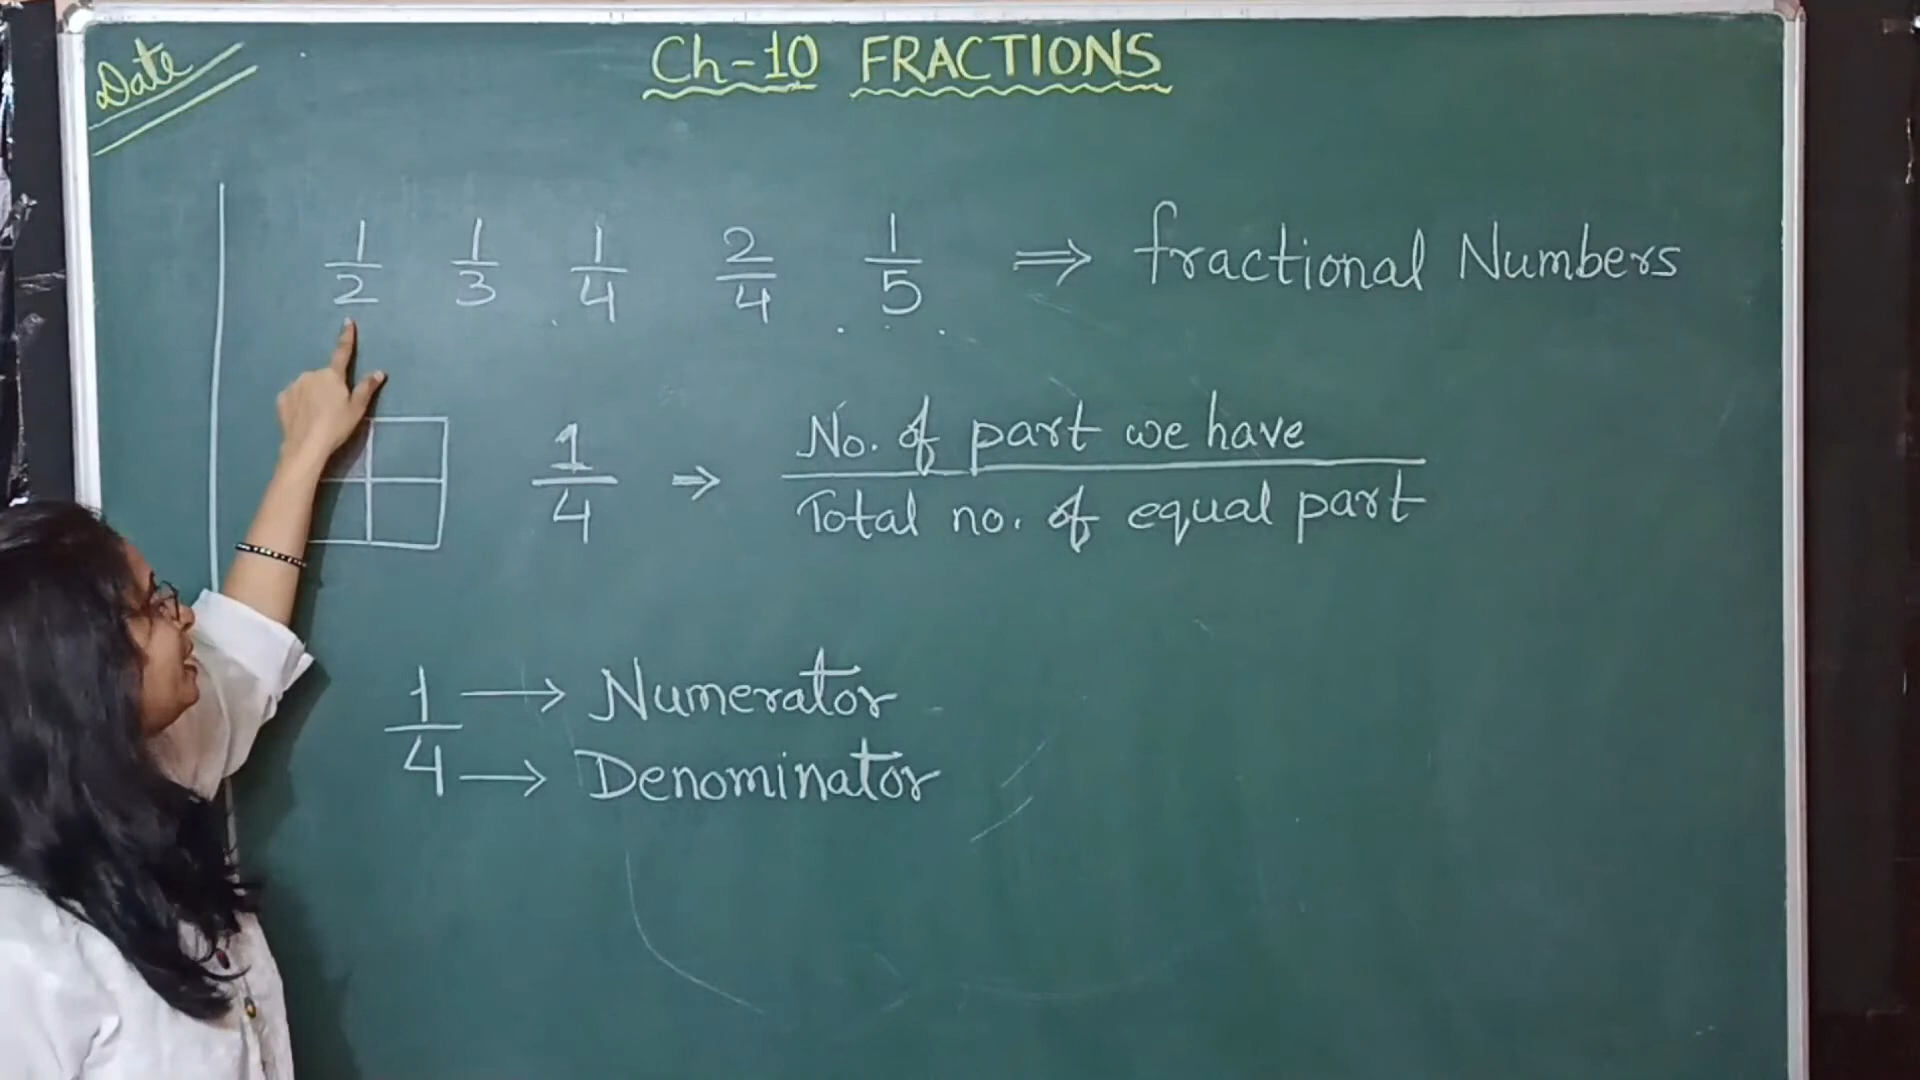 Date
Ch-10 FRACTIONS
1/2 1/3 1/4 2/4 1/5 ⇒ fractional Numbers
1/4 ⇒ No. of part we have / Total no. of equal part
1 → Numerator
4 → Denominator